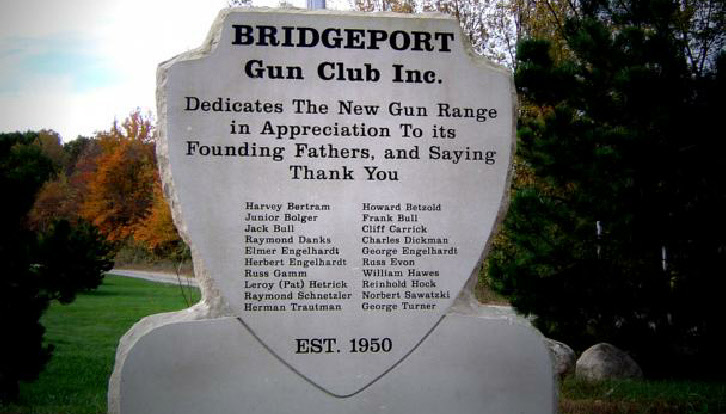 BRIDGEPORT
Gun Club Inc.
Dedicates The New Gun Range
in Appreciation To its
Founding Fathers, and Saying
Thank You
Harvey Bertram
Junior Bolger
Jack Bull
Raymond Danks
Elmer Engelhardt
Herbert Engelhardt
Russ Gamm
Leroy (Pat) Hetrick
Raymond Schnetzler
Herman Trautman
Howard Betzold
Frank Bull
Cliff Carrick
Charles Dickman
George Engelhardt
Russ Evon
William Hawes
Reinhold Hock
Norbert Sawatzki
George Turner
EST. 1950